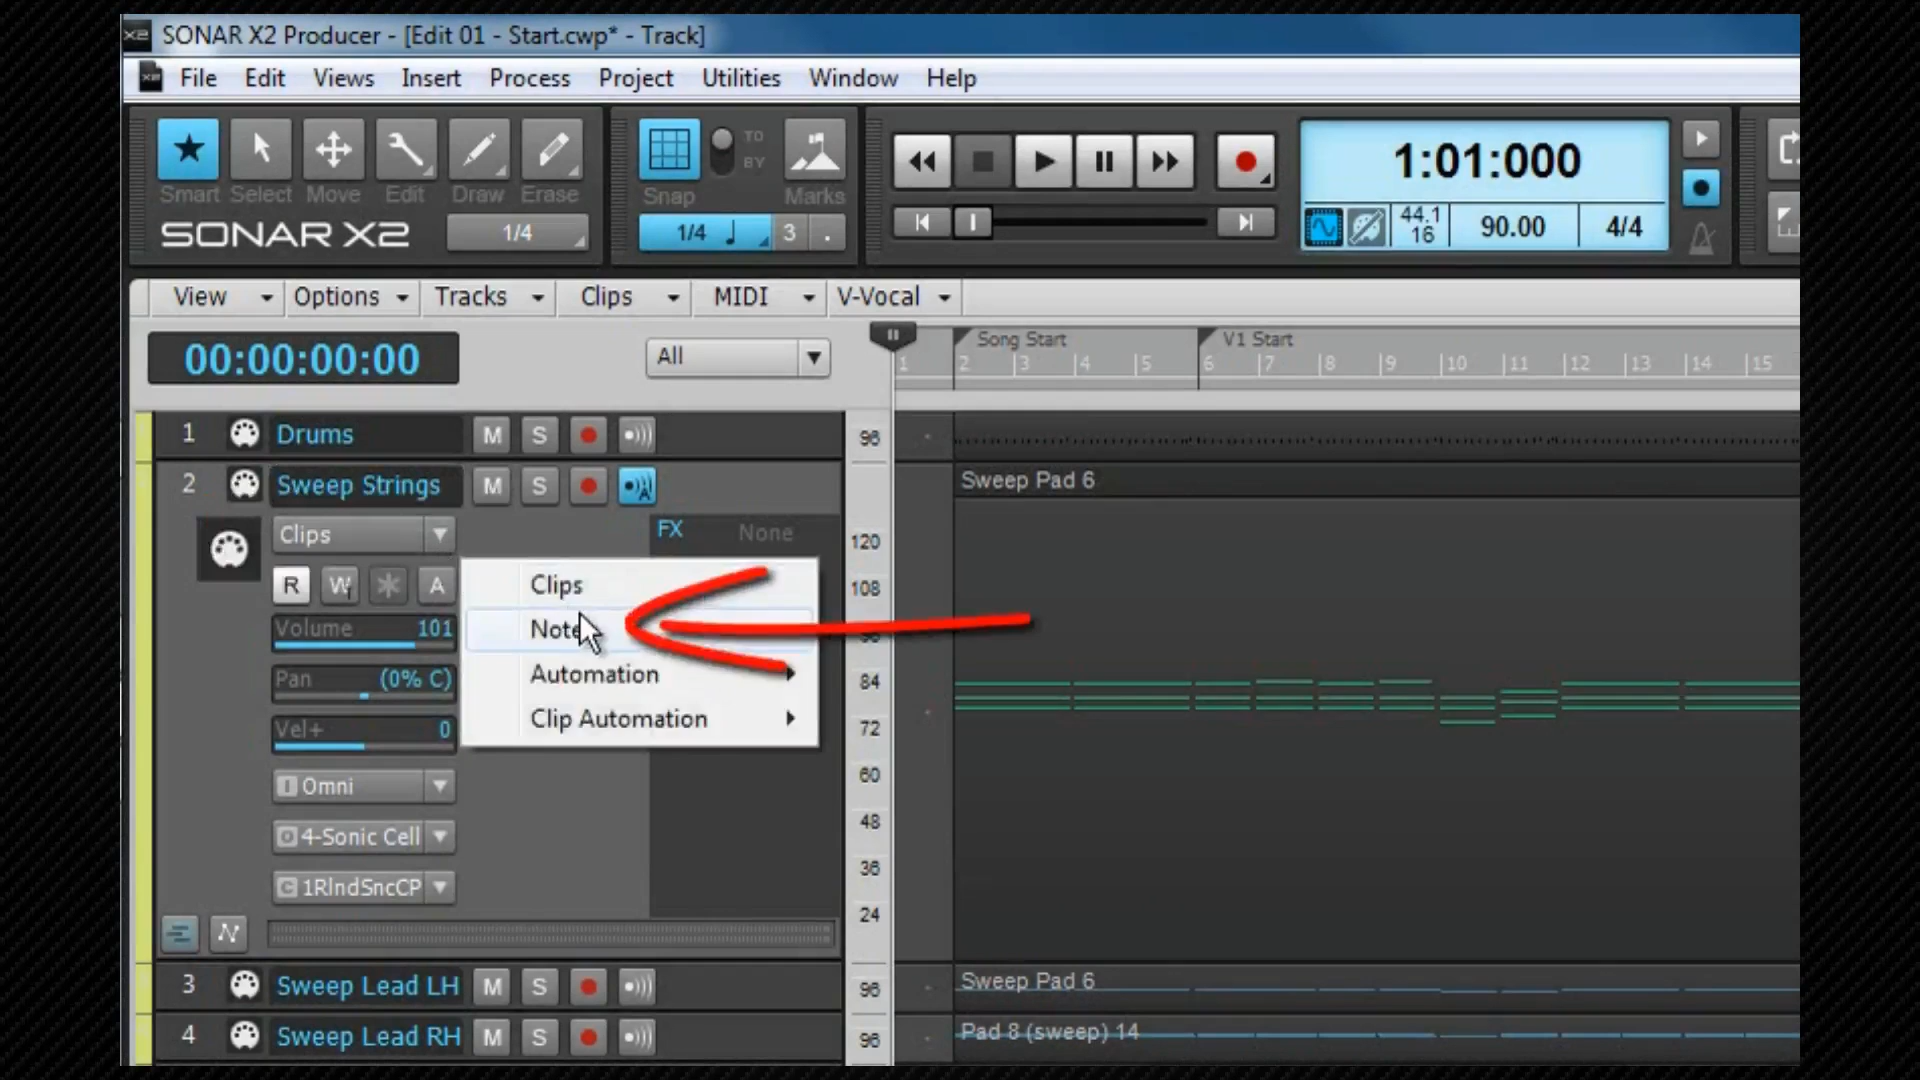 SONAR X2 Producer - [Edit 01 - Start.cwp* - Track]
File Edit Views Insert Process Project Utilities Window Help
TO
BY
Smart Select Move Edit Draw Erase Snap Marks
1:01:000
SONAR X2 1/4 1/4 3 .
44.1
16
90.00 4/4
View Options Tracks Clips MIDI V-Vocal
00:00:00:00 All
Song Start V1 Start
1 2 3 4 5 6 7 8 9 10 11 12 13 14 15
1 Drums M S 96
2 Sweep Strings M S Sweep Pad 6
Clips FX None 120
R W A Clips 108
Volume 101 Note
Pan (0% C) Automation 84
Vel+ 0 Clip Automation 72
Omni 60
4-Sonic Cell 48
1RlndSncCP 36
24
3 Sweep Lead LH M S 96 Sweep Pad 6
4 Sweep Lead RH M S 96 Pad 8 (sweep) 14